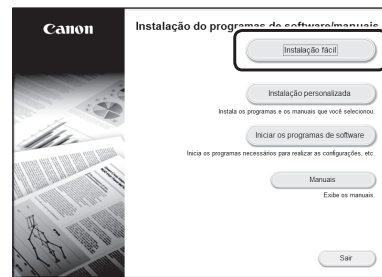 Canon
Instalação do programas de software/manuais
Instalação fácil
Instalação personalizada
Instala os programas e os manuais que você selecionou.
Iniciar os programas de software
Inicia os programas necessários para realizar as configurações, etc.
Manuais
Exibe os manuais.
Sair